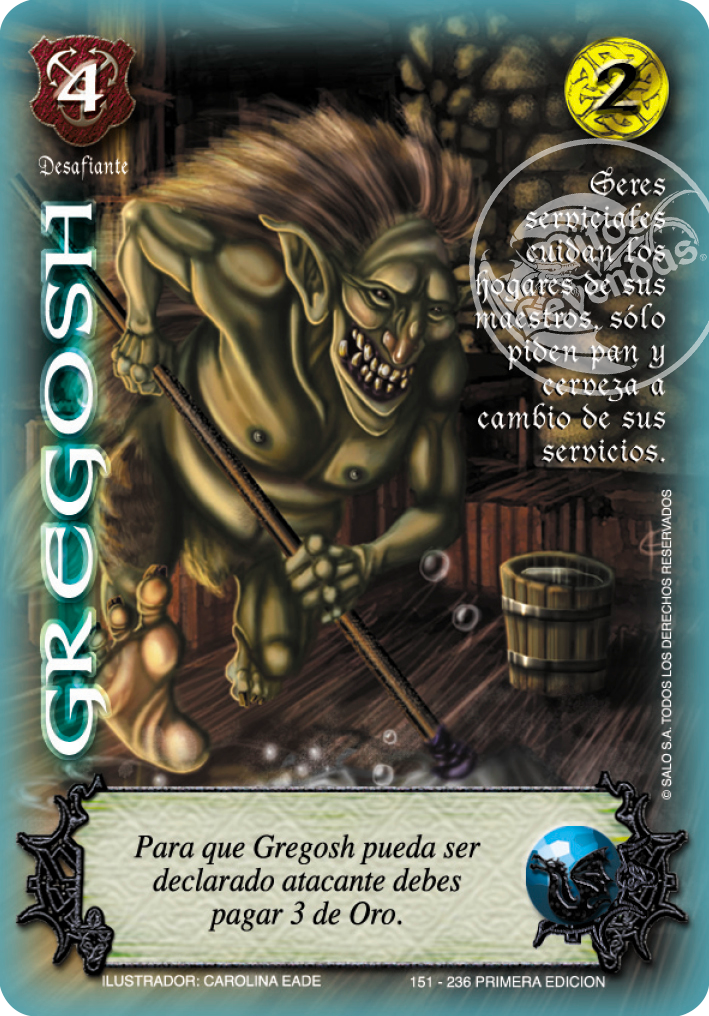 4
2
Desafiante
GREGOSH
Seres
serviciales
cuidan los
hogares de sus
maestros, sólo
piden pan y
cerveza a
cambio de sus
servicios.
Mitos
Leyendas
®
© SALO S.A. TODOS LOS DERECHOS RESERVADOS
Para que Gregosh pueda ser
declarado atacante debes
pagar 3 de Oro.
ILUSTRADOR: CAROLINA EADE
151 - 236 PRIMERA EDICION